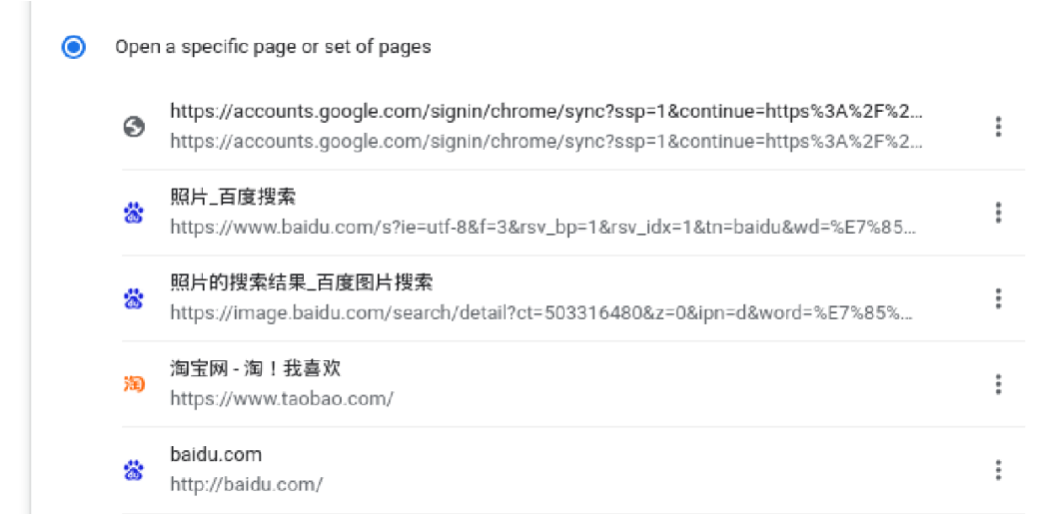 Open a specific page or set of pages
https://accounts.google.com/signin/chrome/sync?ssp=1&continue=https%3A%2F%2...
https://accounts.google.com/signin/chrome/sync?ssp=1&continue=https%3A%2F%2...
照片_百度搜索
https://www.baidu.com/s?ie=utf-8&f=3&rsv_bp=1&rsv_idx=1&tn=baidu&wd=%E7%85...
照片的搜索结果_百度图片搜索
https://image.baidu.com/search/detail?ct=503316480&z=0&ipn=d&word=%E7%85%...
淘
淘宝网 - 淘！我喜欢
https://www.taobao.com/
baidu.com
http://baidu.com/